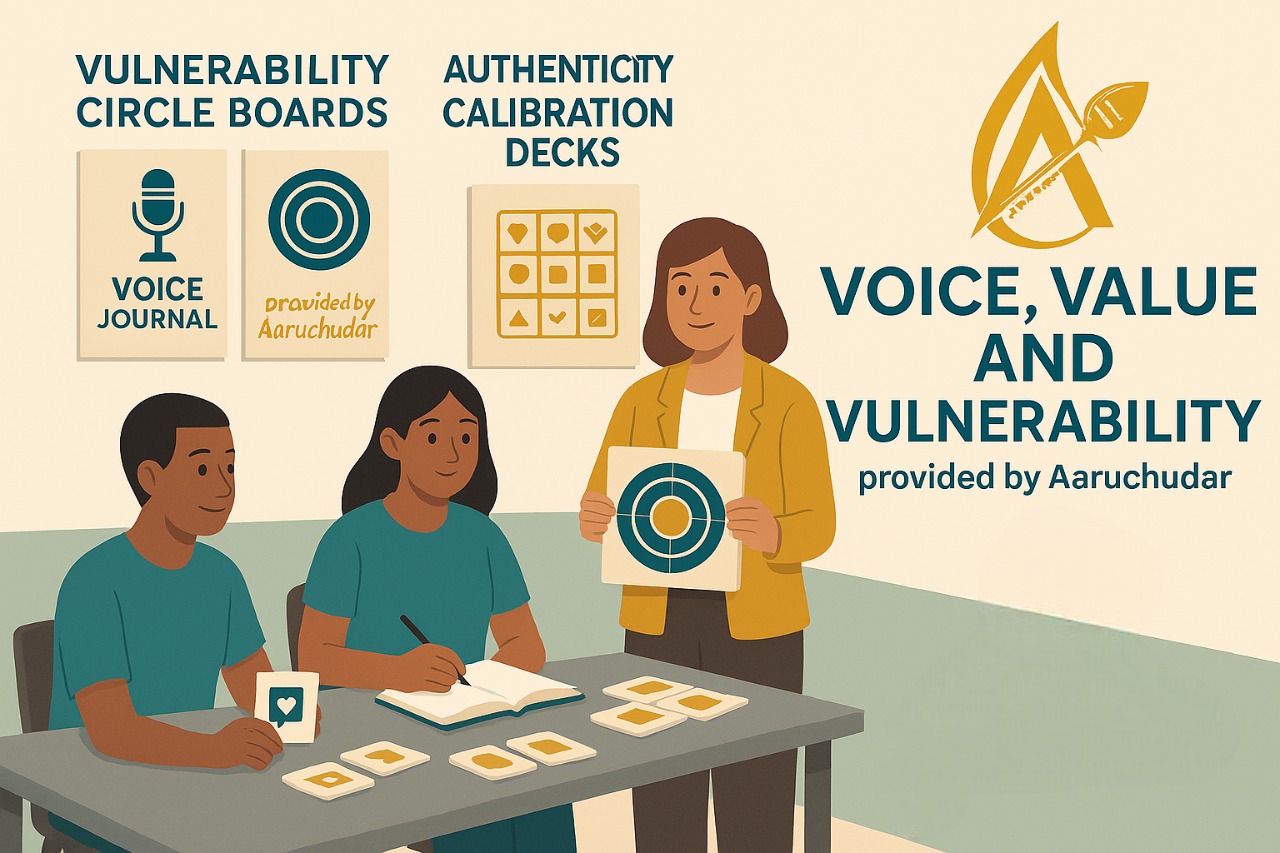 VULNERABILITY
CIRCLE BOARDS
AUTHENTICITY
CALIBRATION
DECKS
VOICE
JOURNAL
provided by
Aaruchudar
VOICE, VALUE
AND
VULNERABILITY
provided by Aaruchudar